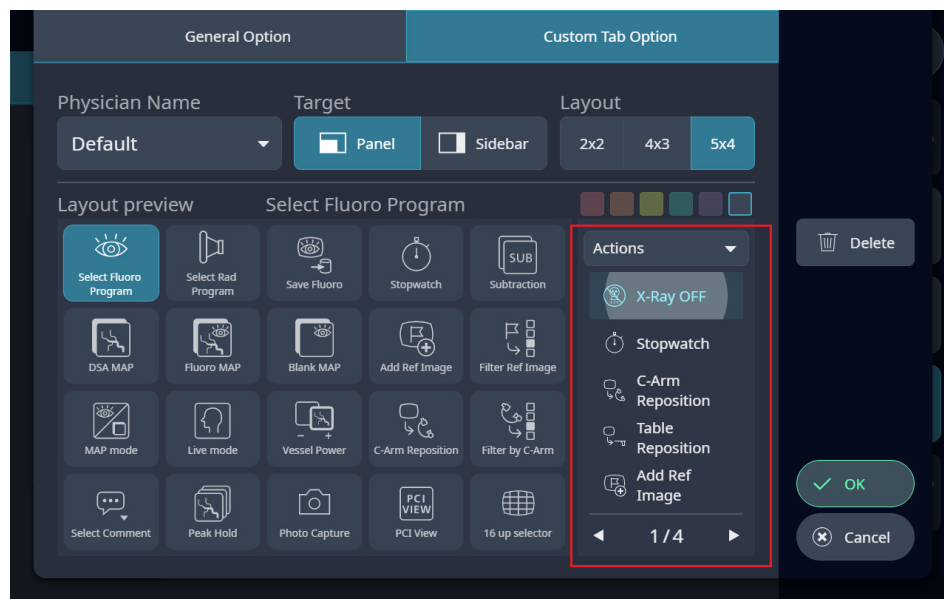 General Option
Custom Tab Option
Physician Name
Target
Layout
Default
Panel
Sidebar
2x2
4x3
5x4
Layout preview
Select Fluoro Program
Select Fluoro
Program
Select Rad
Program
Save Fluoro
Stopwatch
SUB
Subtraction
DSA MAP
Fluoro MAP
Blank MAP
Add Ref Image
Filter Ref Image
MAP mode
Live mode
Vessel Power
C-Arm Reposition
Filter by C-Arm
Select Comment
Peak Hold
Photo Capture
PCI
VIEW
PCI View
16 up selector
Actions
X-Ray OFF
Stopwatch
C-Arm
Reposition
Table
Reposition
Add Ref
Image
1/4
Delete
OK
Cancel